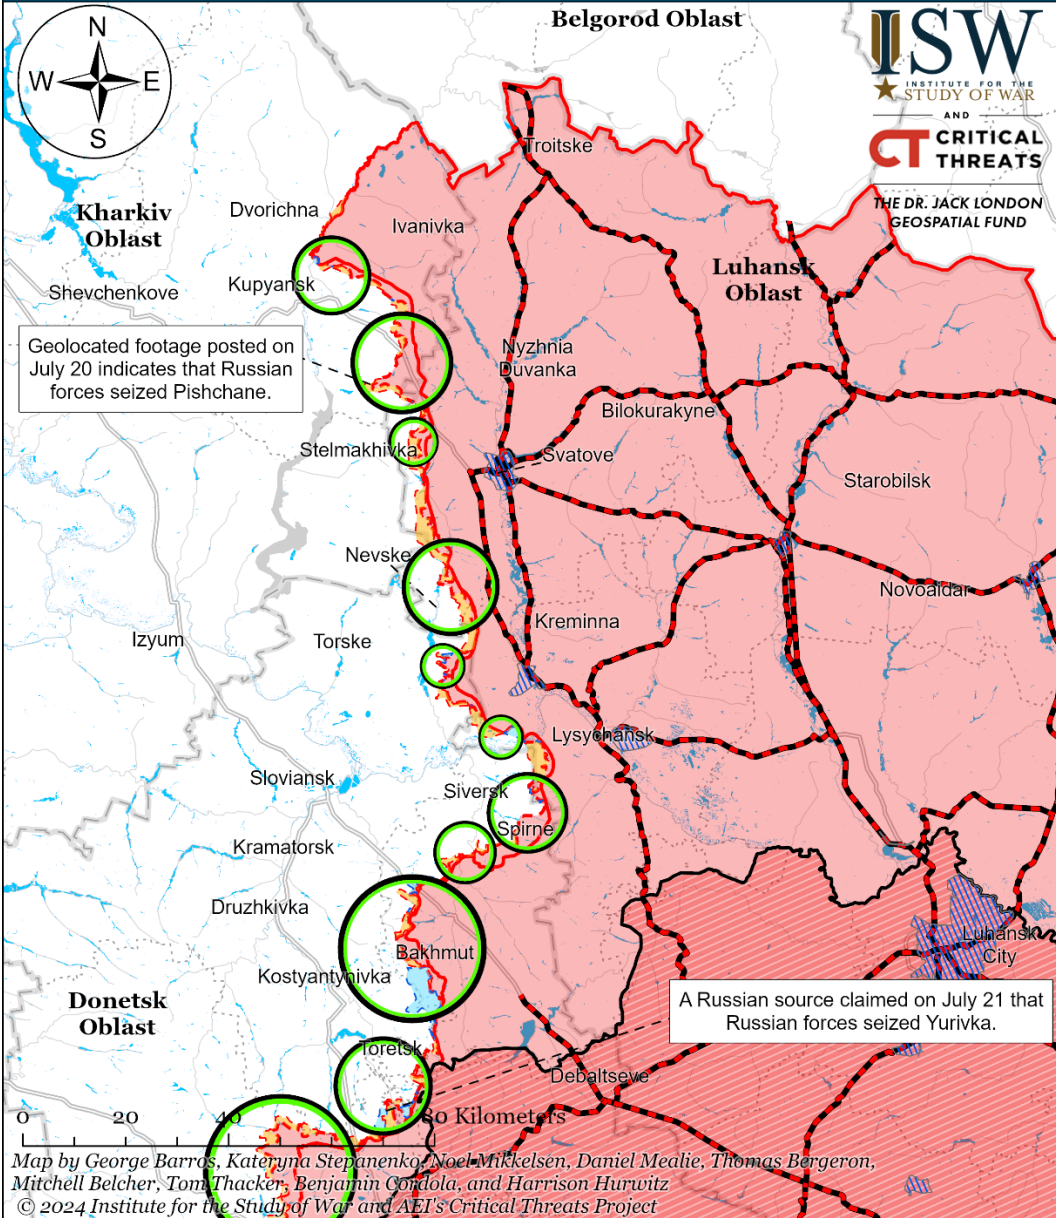 Belgorod Oblast
ISW
INSTITUTE FOR THE
STUDY OF WAR
AND
CT CRITICAL
THREATS
THE DR. JACK LONDON
GEOSPATIAL FUND
N
W
E
S
Troitske
Kharkiv
Oblast
Dvorichna
Ivanivka
Luhansk
Oblast
Shevchenkove
Kupyansk
Geolocated footage posted on
July 20 indicates that Russian
forces seized Pishchane.
Nyzhnia
Duvanka
Bilokurakyne
Stelmakhivka
Svatove
Starobilsk
Nevske
Novoaidar
Izyum
Torske
Kreminna
Lysychansk
Sloviansk
Siversk
Spirne
Kramatorsk
Druzhkivka
Bakhmut
Luhansk
City
Kostyantynivka
Donetsk
Oblast
A Russian source claimed on July 21 that
Russian forces seized Yurivka.
Toretsk
Debaltseve
0 20 40 80 Kilometers
Map by George Barros, Kateryna Stepanenko, Noel Mikkelsen, Daniel Mealie, Thomas Bergeron,
Mitchell Belcher, Tom Thacker, Benjamin Cordola, and Harrison Hurwitz
© 2024 Institute for the Study of War and AEI's Critical Threats Project